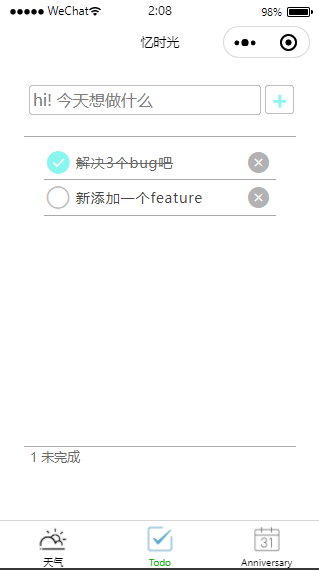 WeChat 2:08 98%
忆时光
hi! 今天想做什么 +
解决3个bug吧
新添加一个feature
1 未完成
31
天气 Todo Anniversary